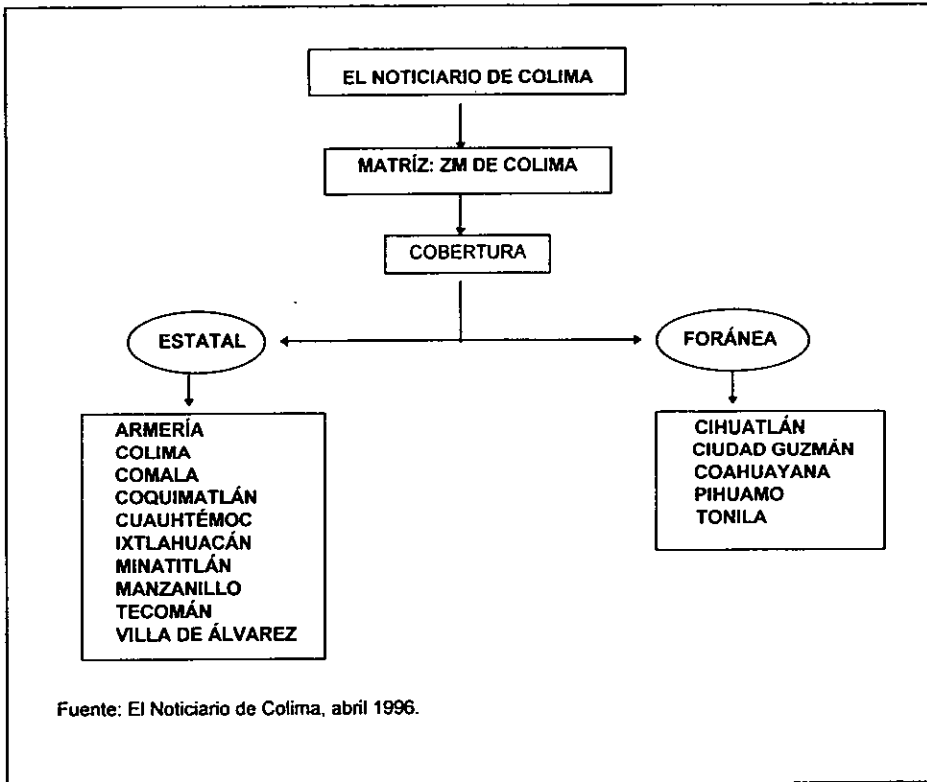 EL NOTICIARIO DE COLIMA
MATRÍZ: ZM DE COLIMA
COBERTURA
ESTATAL
FORÁNEA
ARMERÍA
COLIMA
COMALA
COQUIMATLÁN
CUAUHTÉMOC
IXTLAHUACÁN
MINATITLÁN
MANZANILLO
TECOMÁN
VILLA DE ÁLVAREZ
CIHUATLÁN
CIUDAD GUZMÁN
COAHUAYANA
PIHUAMO
TONILA
Fuente: El Noticiario de Colima, abril 1996.